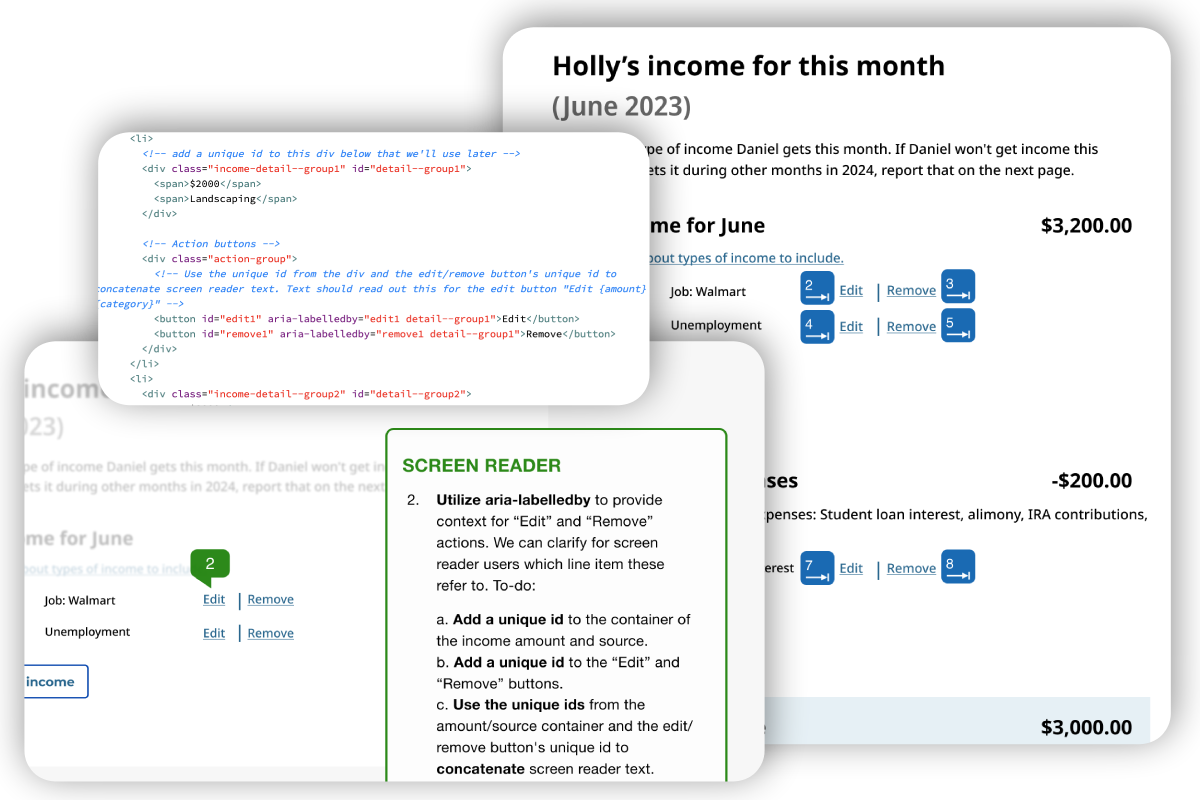 Holly’s income for this month
(June 2023)
pe of income Daniel gets this month. If Daniel won't get income this
ets it during other months in 2024, report that on the next page.
me for June
$3,200.00
bout types of income to include.
Job: Walmart
2
Edit
Remove
3
Unemployment
4
Edit
Remove
5
ses
-$200.00
penses: Student loan interest, alimony, IRA contributions,
erest
7
Edit
Remove
8
$3,000.00
<li>
<!-- add a unique id to this div below that we'll use later -->
<div class="income-detail--group1" id="detail--group1">
<span>$2000</span>
<span>Landscaping</span>
</div>
<!-- Action buttons -->
<div class="action-group">
<!-- Use the unique id from the div and the edit/remove button's unique id to
concatenate screen reader text. Text should read out this for the edit button "Edit {amount}
{category}" -->
<button id="edit1" aria-labelledby="edit1 detail--group1">Edit</button>
<button id="remove1" aria-labelledby="remove1 detail--group1">Remove</button>
</div>
</li>
<li>
<div class="income-detail--group2" id="detail--group2">
income
023)
pe of income Daniel gets this month. If Daniel won't get in
ets it during other months in 2024, report that on the next
me for June
bout types of income to inclu
2
Job: Walmart
Edit
Remove
Unemployment
Edit
Remove
income
SCREEN READER
2. Utilize aria-labelledby to provide
context for “Edit” and “Remove”
actions. We can clarify for screen
reader users which line item these
refer to. To-do:
a. Add a unique id to the container of
the income amount and source.
b. Add a unique id to the “Edit” and
“Remove” buttons.
c. Use the unique ids from the
amount/source container and the edit/
remove button's unique id to
concatenate screen reader text.